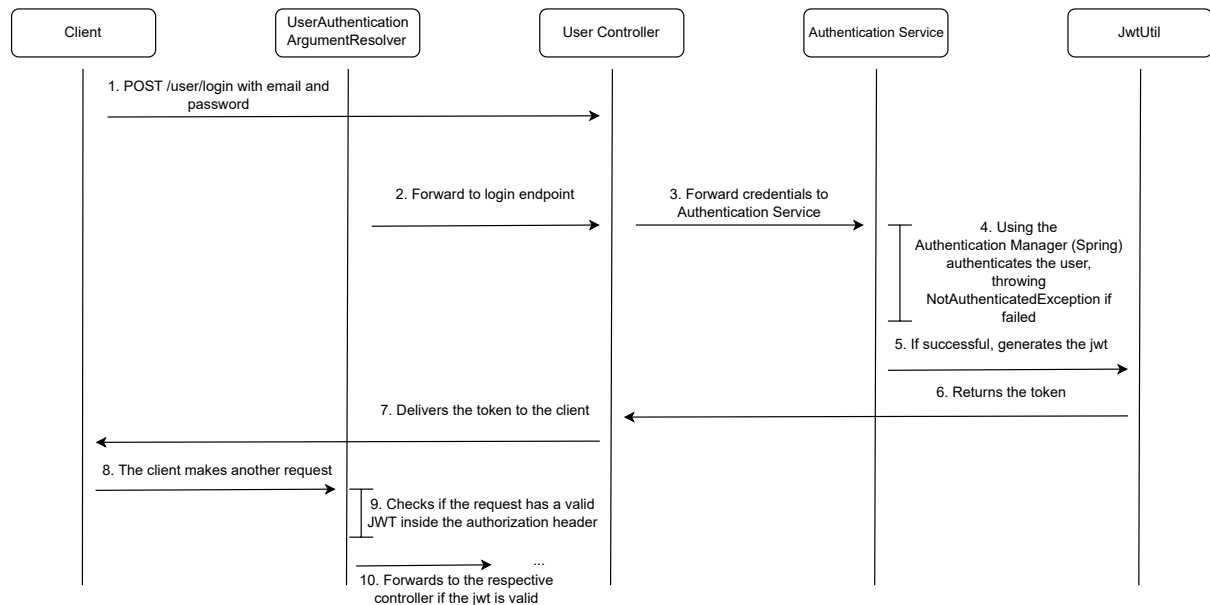 Client
UserAuthentication
ArgumentResolver
User Controller
Authentication Service
JwtUtil
1. POST /user/login with email and
password
2. Forward to login endpoint
3. Forward credentials to
Authentication Service
4. Using the
Authentication Manager (Spring)
authenticates the user,
throwing
NotAuthenticatedException if
failed
5. If successful, generates the jwt
6. Returns the token
7. Delivers the token to the client
8. The client makes another request
9. Checks if the request has a valid
JWT inside the authorization header
...
10. Forwards to the respective
controller if the jwt is valid